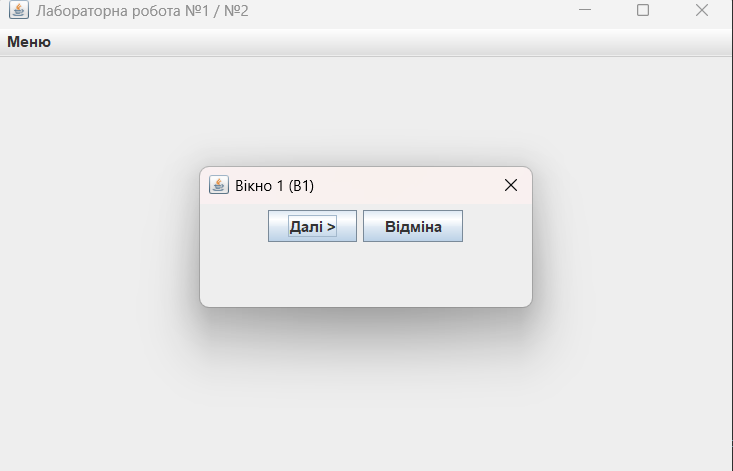 Лабораторна робота №1 / №2
Меню
Вікно 1 (В1)
Далі > Відміна